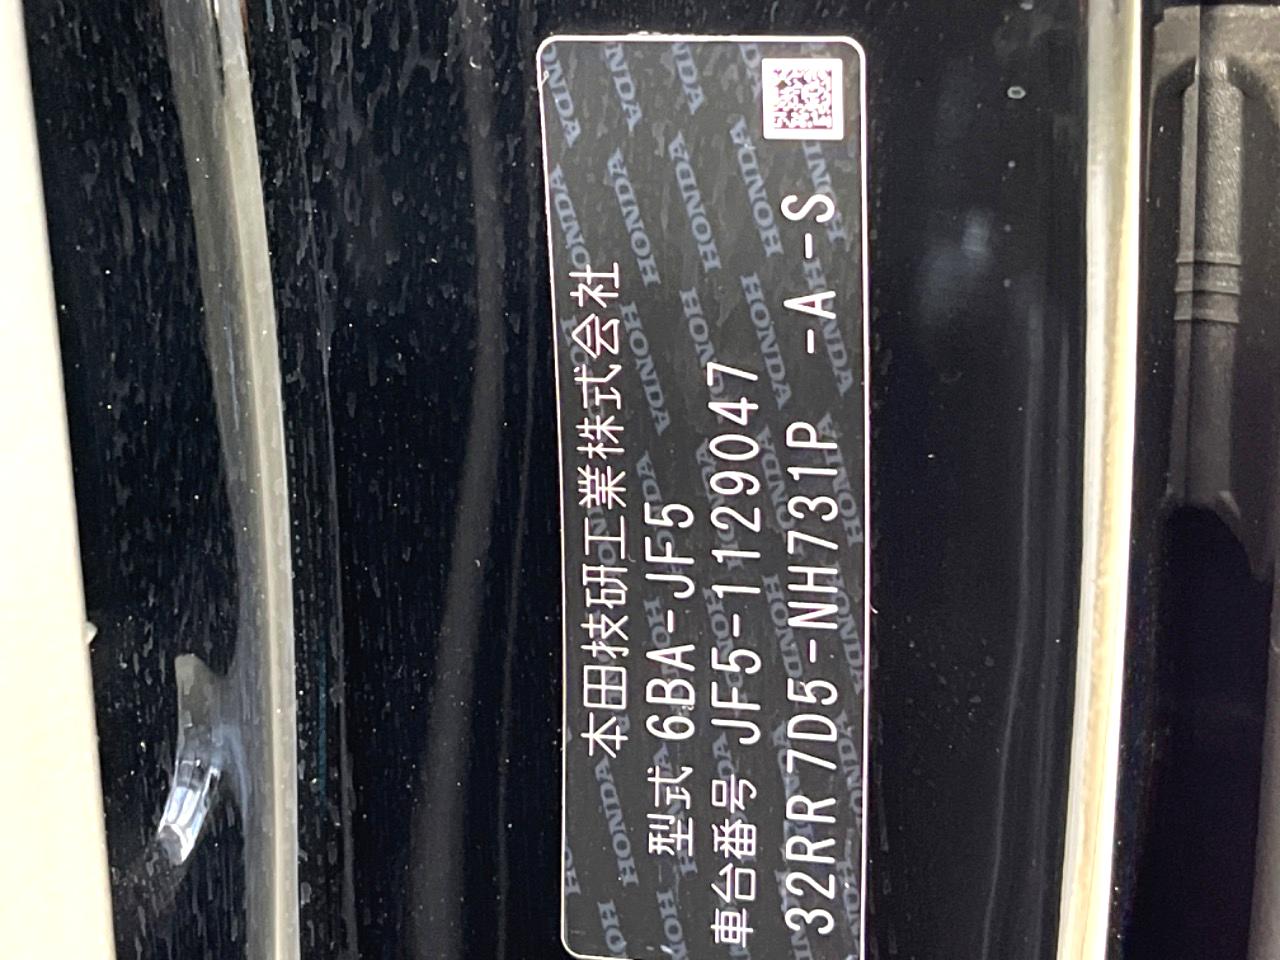 本田技研工業株式会社
型式 6BA-JF5
車台番号 JF5-1129047
32RR 7D5-NH731P -A -S